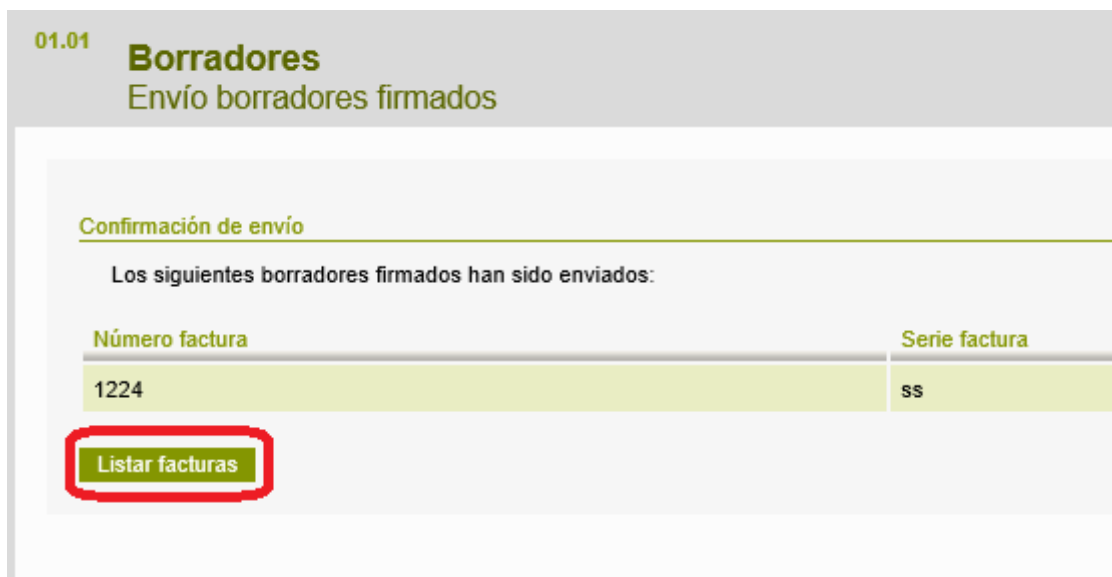 01.01
Borradores
Envío borradores firmados
Confirmación de envío
Los siguientes borradores firmados han sido enviados:
Número factura Serie factura
1224 ss
Listar facturas